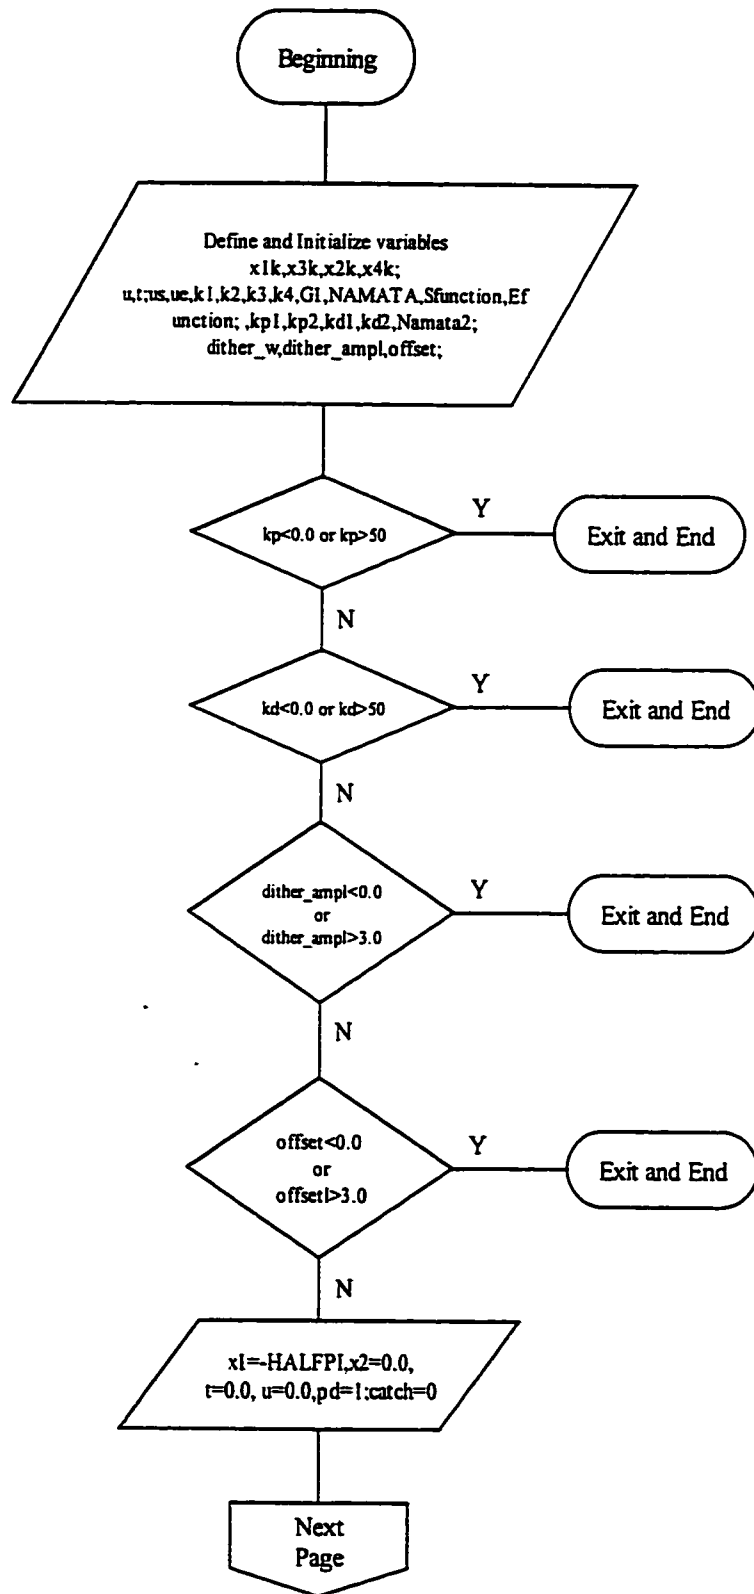 Beginning
Define and Initialize variables
x1k,x3k,x2k,x4k;
u,t;us,ue,k1,k2,k3,k4,G1,NAMATA,Sfunction,Ef
unction; ,kp1,kp2,kd1,kd2,Namata2;
dither_w,dither_ampl,offset;
kp<0.0 or kp>50
Y
Exit and End
N
kd<0.0 or kd>50
Y
Exit and End
N
dither_ampl<0.0
or
dither_ampl>3.0
Y
Exit and End
N
offset<0.0
or
offsetl>3.0
Y
Exit and End
N
x1=-HALFPI,x2=0.0,
t=0.0, u=0.0,pd=1;catch=0
Next
Page